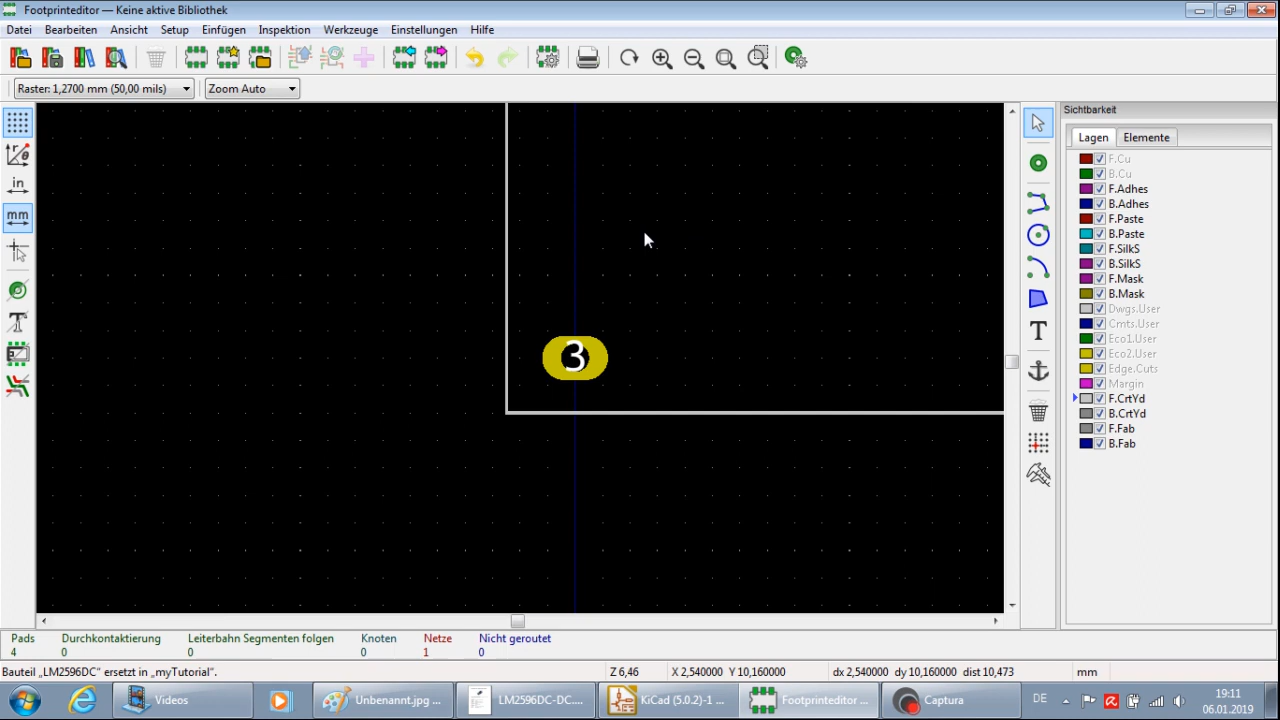 Footprinteditor — Keine aktive Bibliothek
Datei Bearbeiten Ansicht Setup Einfügen Inspektion Werkzeuge Einstellungen Hilfe
Raster: 1,2700 mm (50,00 mils) Zoom Auto
Sichtbarkeit
Lagen Elemente
in
mm
T
T
3
F.Cu
B.Cu
F.Adhes
B.Adhes
F.Paste
B.Paste
F.SilkS
B.SilkS
F.Mask
B.Mask
Dwgs.User
Cmts.User
Eco1.User
Eco2.User
Edge.Cuts
Margin
F.CrtYd
B.CrtYd
F.Fab
B.Fab
Pads Durchkontaktierung Leiterbahn Segmenten folgen Knoten Netze Nicht geroutet
4 0 0 0 1 0
Bauteil „LM2596DC“ ersetzt in „myTutorial“. Z 6,46 X 2,540000 Y 10,160000 dx 2,540000 dy 10,160000 dist 10,473 mm
Videos Unbenannt.jpg ... LM2596DC-DC.... KiCad (5.0.2)-1 ... Footprinteditor ... Captura DE 19:11
06.01.2019